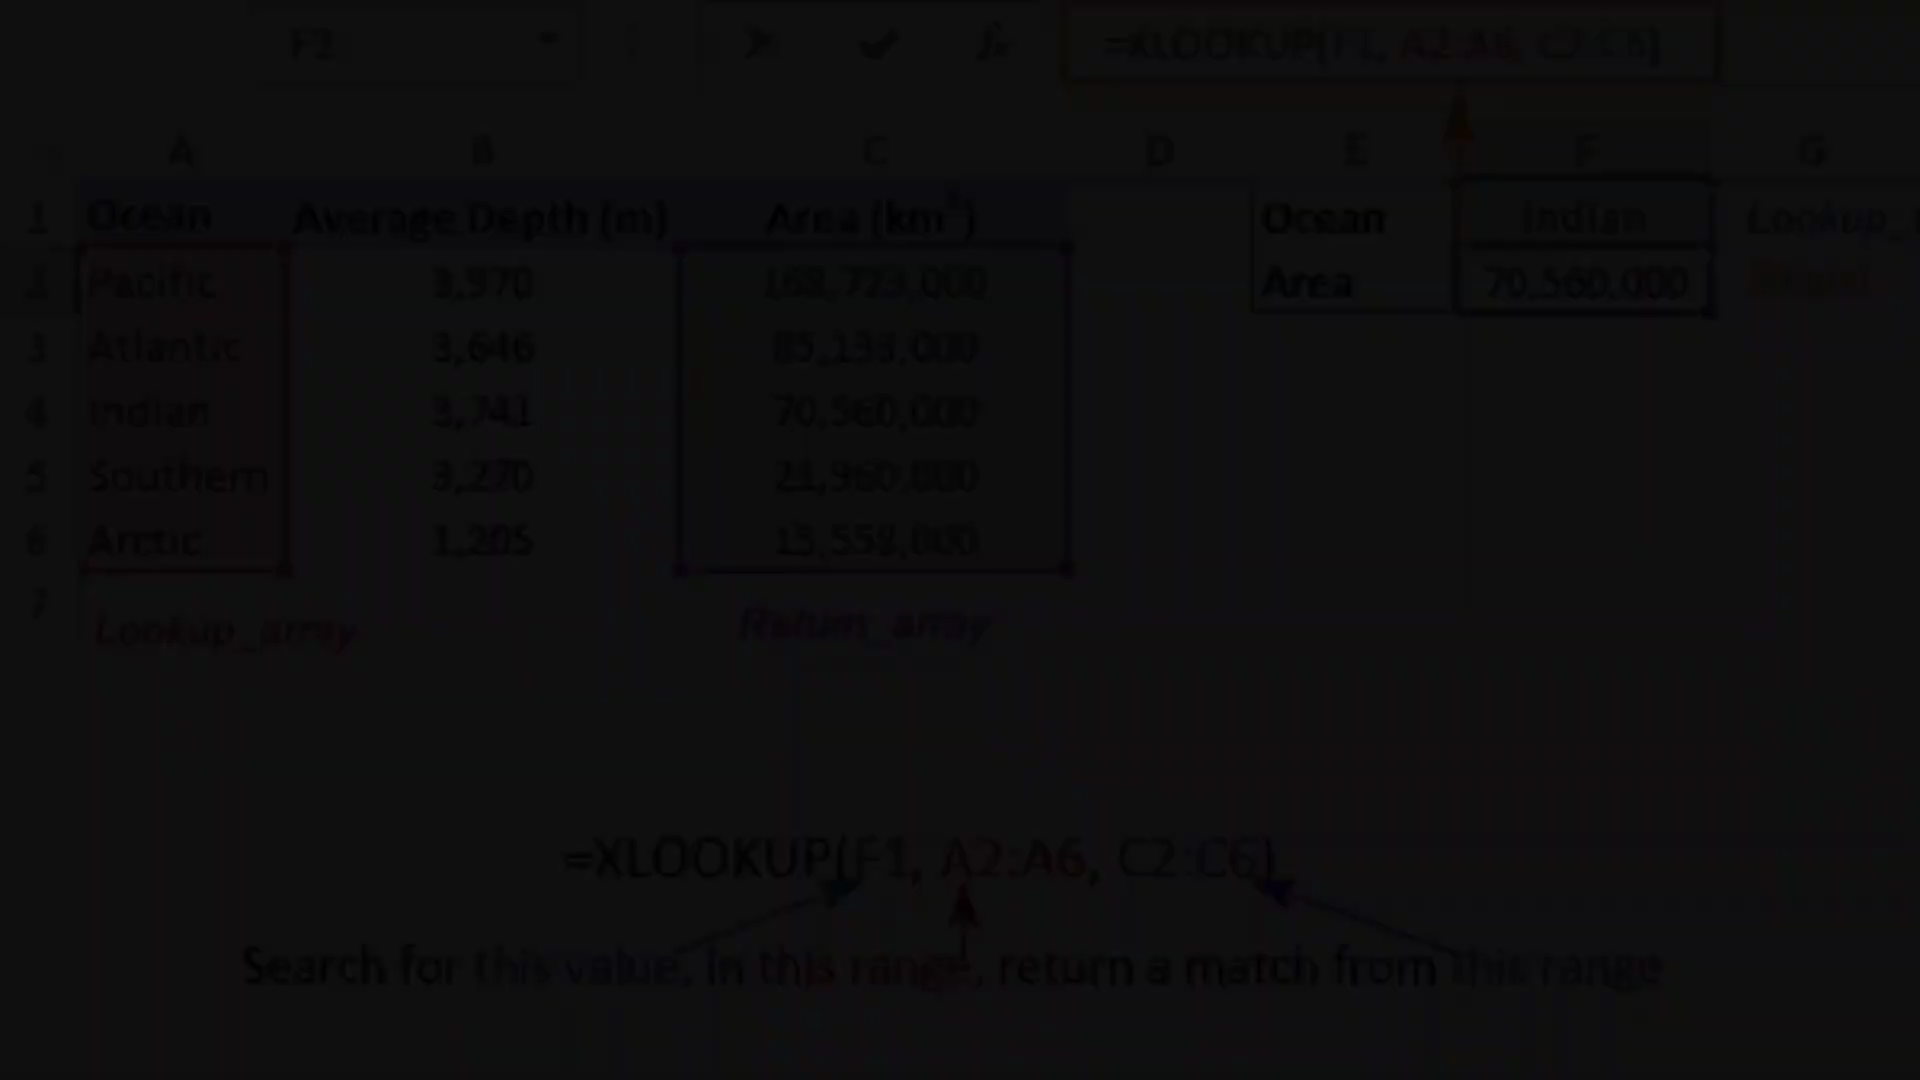 F2 fx =XLOOKUP(F1, A2:A6, C2:C6)
A B C D E F G
1 Ocean Average Depth (m) Area (km²) Ocean Indian
2 Pacific 3,970 168,723,000 Area 70,560,000
3 Atlantic 3,646 85,133,000
4 Indian 3,741 70,560,000
5 Southern 3,270 21,960,000
6 Arctic 1,205 15,558,000
7
Lookup_array Return_array
=XLOOKUP(F1, A2:A6, C2:C6)
Search for this value, in this range, return a match from this range